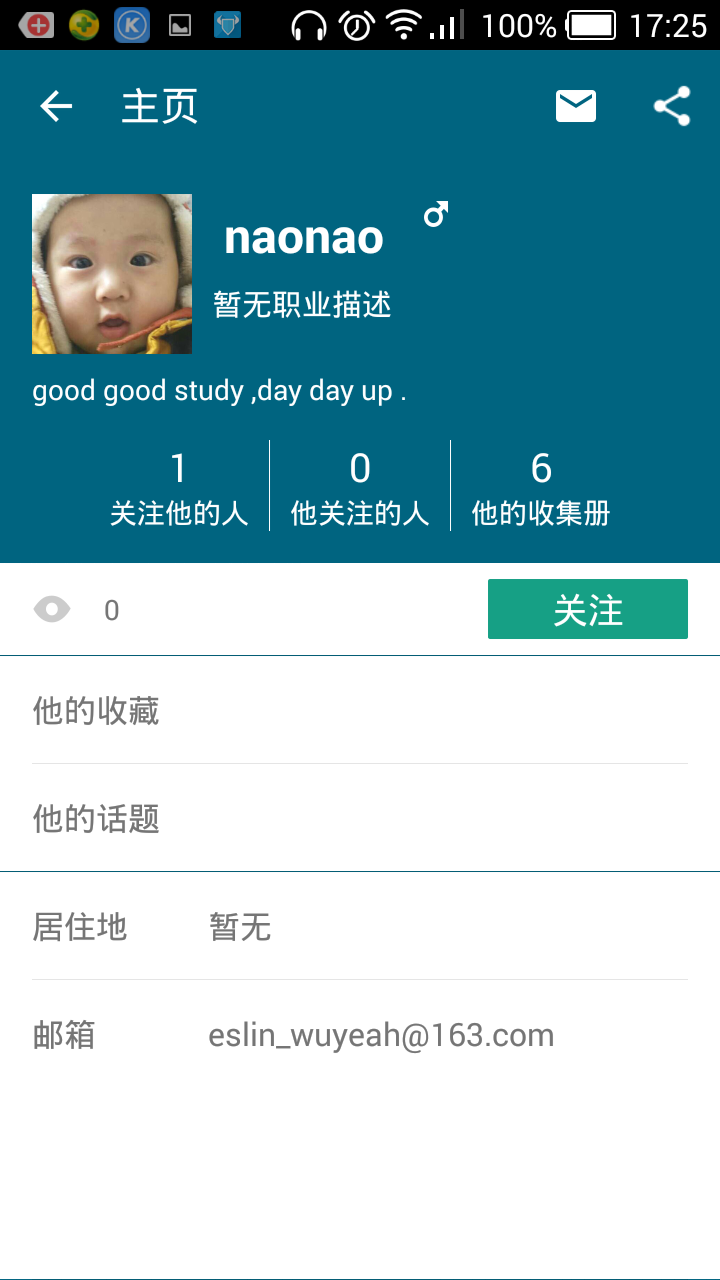 100% 17:25
主页
naonao
暂无职业描述
good good study ,day day up .
1 0 6
关注他的人 他关注的人 他的收集册
0 关注
他的收藏
他的话题
居住地 暂无
邮箱 eslin_wuyeah@163.com